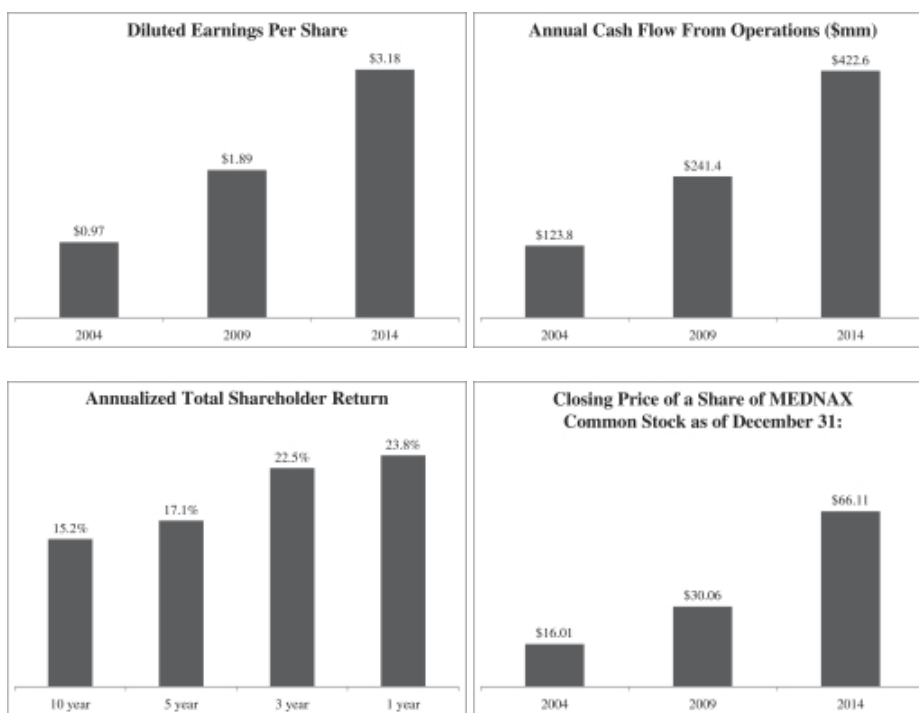 Diluted Earnings Per Share
$3.18
$1.89
$0.97
2004 2009 2014
Annual Cash Flow From Operations ($mm)
$422.6
$241.4
$123.8
2004 2009 2014
Annualized Total Shareholder Return
23.8%
22.5%
17.1%
15.2%
10 year 5 year 3 year 1 year
Closing Price of a Share of MEDNAX
Common Stock as of December 31:
$66.11
$30.06
$16.01
2004 2009 2014